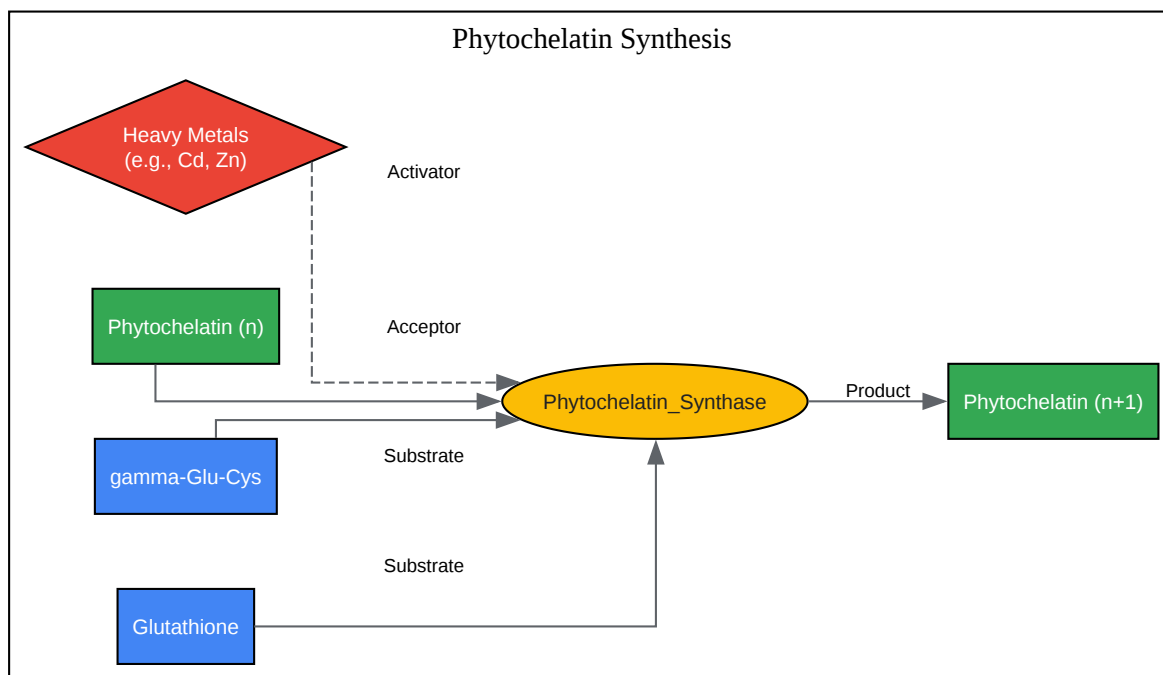 Phytochelatin Synthesis
Heavy Metals
(e.g., Cd, Zn)
Activator
Phytochelatin (n)
Acceptor
Phytochelatin_Synthase
Product
Phytochelatin (n+1)
gamma-Glu-Cys
Substrate
Substrate
Glutathione